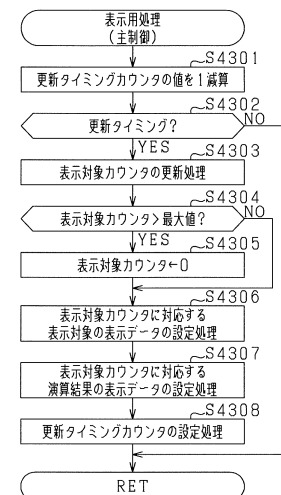 表示用処理
(主制御)
S4301
更新タイミングカウンタの値を1減算
S4302
更新タイミング?
NO
YES
S4303
表示対象カウンタの更新処理
S4304
表示対象カウンタ>最大値?
NO
YES
S4305
表示対象カウンタ←0
S4306
表示対象カウンタに対応する
表示対象の表示データの設定処理
S4307
表示対象カウンタに対応する
演算結果の表示データの設定処理
S4308
更新タイミングカウンタの設定処理
RET